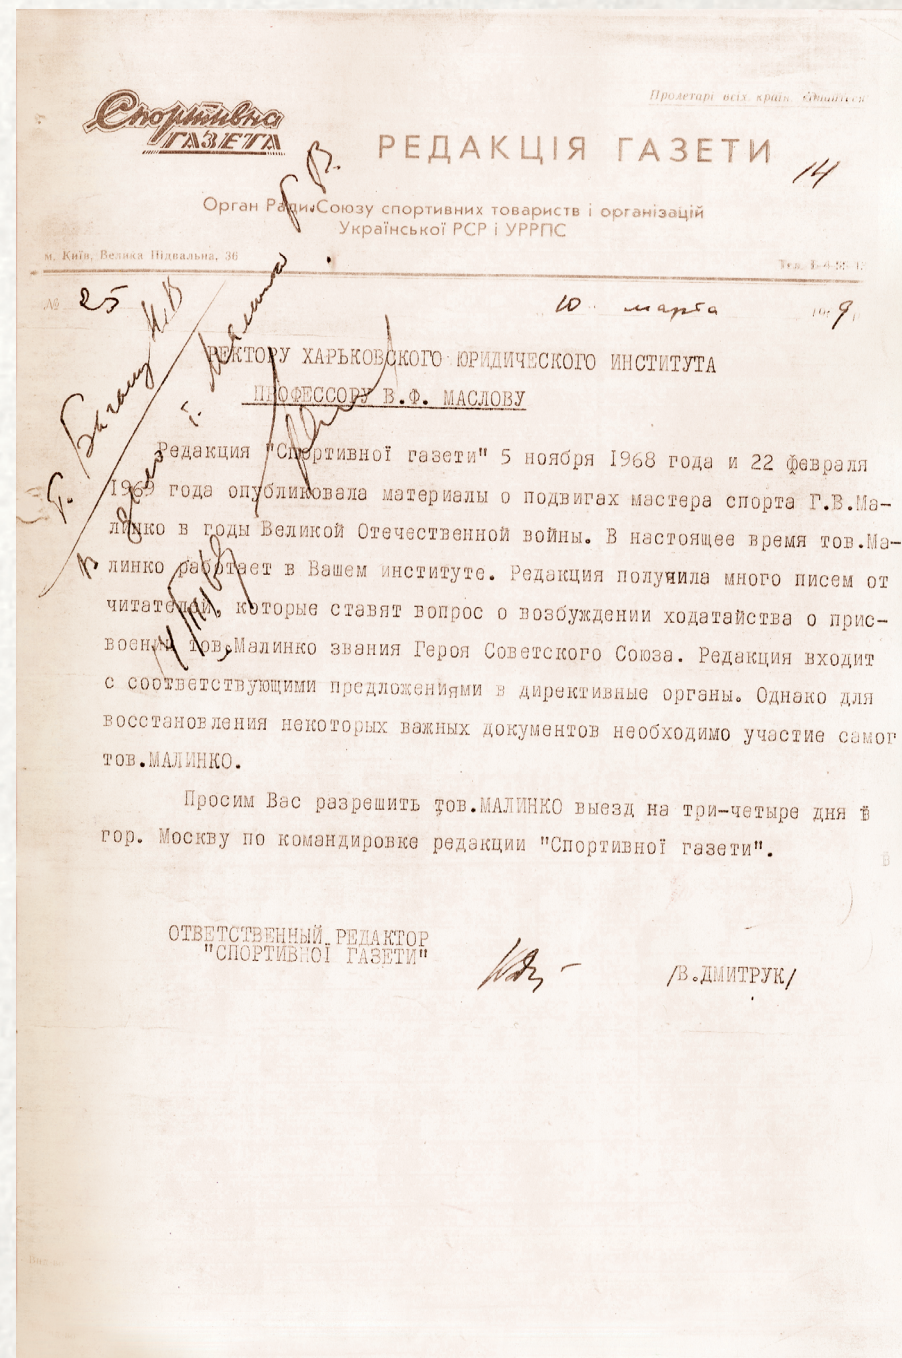 Пролетарі всіх країн, єднайтеся
Спортивна
ГАЗЕТА
РЕДАКЦІЯ ГАЗЕТИ
14
Орган Ради Союзу спортивних товариств і організацій
Української РСР і УРРПС
м. Київ, Велика Підвальна, 36
Тел.
№ 25
10 марта 1969
РЕКТОРУ ХАРЬКОВСКОГО ЮРИДИЧЕСКОГО ИНСТИТУТА
ПРОФЕССОРУ В.Ф. МАСЛОВУ
Редакция "Спортивної газети" 5 ноября 1968 года и 22 февраля
1969 года опубликовала материалы о подвигах мастера спорта Г.В.Ма-
линко в годы Великой Отечественной войны. В настоящее время тов.Ма-
линко работает в Вашем институте. Редакция получила много писем от
читателей, которые ставят вопрос о возбуждении ходатайства о прис-
воении тов.Малинко звания Героя Советского Союза. Редакция входит
с соответствующими предложениями в директивные органы. Однако для
восстановления некоторых важных документов необходимо участие самог
тов.МАЛИНКО.
Просим Вас разрешить тов.МАЛИНКО выезд на три-четыре дня в
гор. Москву по командировке редакции "Спортивної газети".
ОТВЕТСТВЕННЫЙ РЕДАКТОР
"СПОРТИВНОЇ ГАЗЕТИ"
/В.ДМИТРУК/
т. Багаму И.В
в дело т. Малинко Г.В.